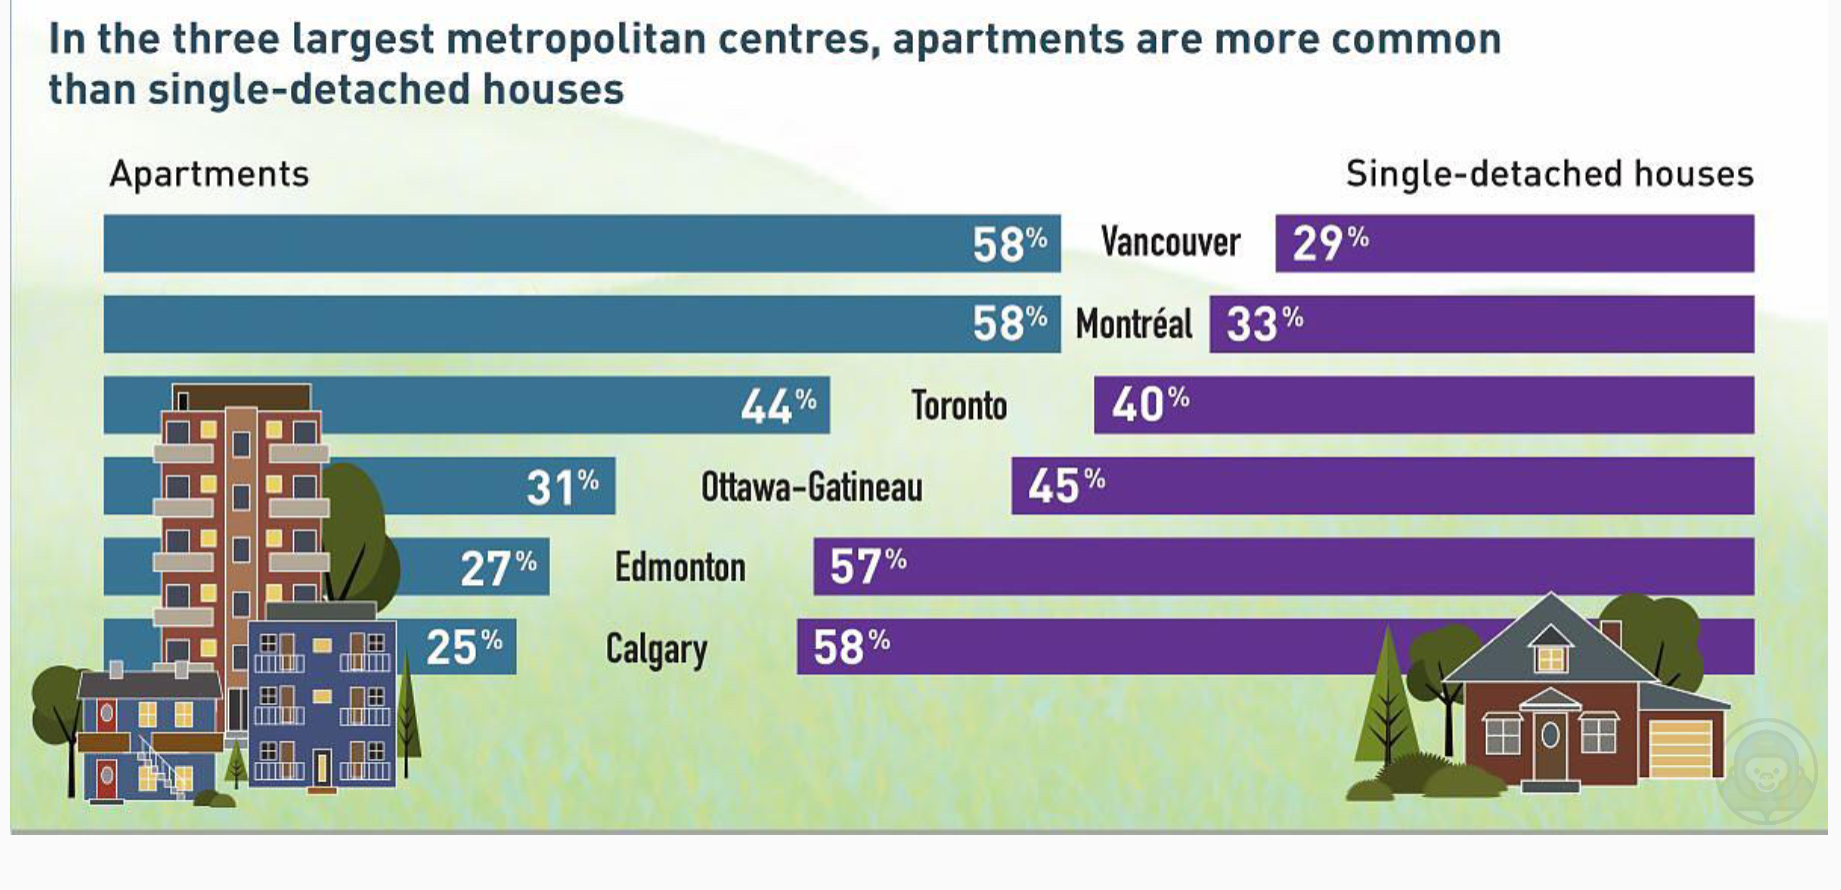 In the three largest metropolitan centres, apartments are more common
than single-detached houses
Apartments Single-detached houses
58% Vancouver 29%
58% Montréal 33%
44% Toronto 40%
31% Ottawa-Gatineau 45%
27% Edmonton 57%
25% Calgary 58%